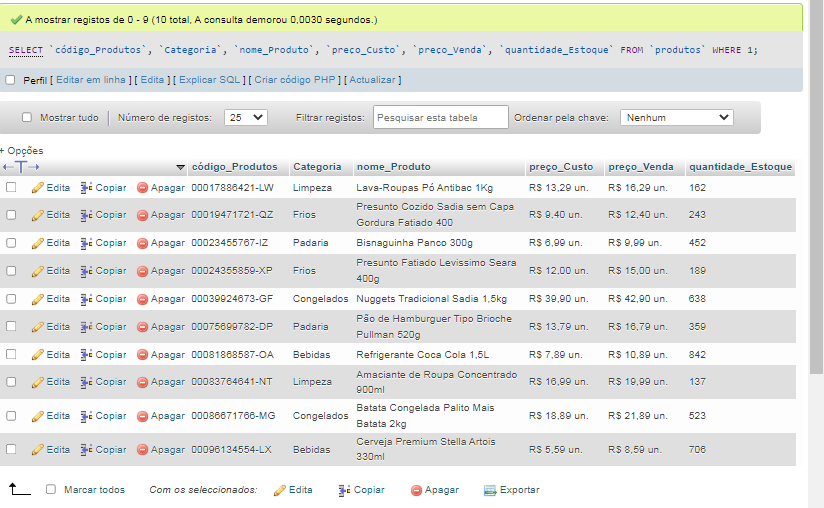 A mostrar registos de 0 - 9 (10 total, A consulta demorou 0,0030 segundos.)
SELECT `código_Produtos`, `Categoria`, `nome_Produto`, `preço_Custo`, `preço_Venda`, `quantidade_Estoque` FROM `produtos` WHERE 1;
Perfil [ Editar em linha ] [ Edita ] [ Explicar SQL ] [ Criar código PHP ] [ Actualizar ]
Mostrar tudo Número de registos: 25 Filtrar registos: Pesquisar esta tabela Ordenar pela chave: Nenhum
+ Opções
←T→ código_Produtos Categoria nome_Produto preço_Custo preço_Venda quantidade_Estoque
Edita Copiar Apagar 00017886421-LW Limpeza Lava-Roupas Pó Antibac 1Kg R$ 13,29 un. R$ 16,29 un. 162
Edita Copiar Apagar 00019471721-QZ Frios Presunto Cozido Sadia sem Capa R$ 9,40 un. R$ 12,40 un. 243
Gordura Fatiado 400
Edita Copiar Apagar 00023455767-IZ Padaria Bisnaguinha Panco 300g R$ 6,99 un. R$ 9,99 un. 452
Edita Copiar Apagar 00024355859-XP Frios Presunto Fatiado Levissimo Seara R$ 12,00 un. R$ 15,00 un. 189
400g
Edita Copiar Apagar 00039924673-GF Congelados Nuggets Tradicional Sadia 1,5kg R$ 39,90 un. R$ 42,90 un. 638
Edita Copiar Apagar 00075699782-DP Padaria Pão de Hamburguer Tipo Brioche R$ 13,79 un. R$ 16,79 un. 359
Pullman 520g
Edita Copiar Apagar 00081868587-OA Bebidas Refrigerante Coca Cola 1,5L R$ 7,89 un. R$ 10,89 un. 842
Edita Copiar Apagar 00083764641-NT Limpeza Amaciante de Roupa Concentrado R$ 16,99 un. R$ 19,99 un. 137
900ml
Edita Copiar Apagar 00086671766-MG Congelados Batata Congelada Palito Mais R$ 18,89 un. R$ 21,89 un. 523
Batata 2kg
Edita Copiar Apagar 00096134554-LX Bebidas Cerveja Premium Stella Artois R$ 5,59 un. R$ 8,59 un. 706
330ml
Marcar todos Com os seleccionados: Edita Copiar Apagar Exportar